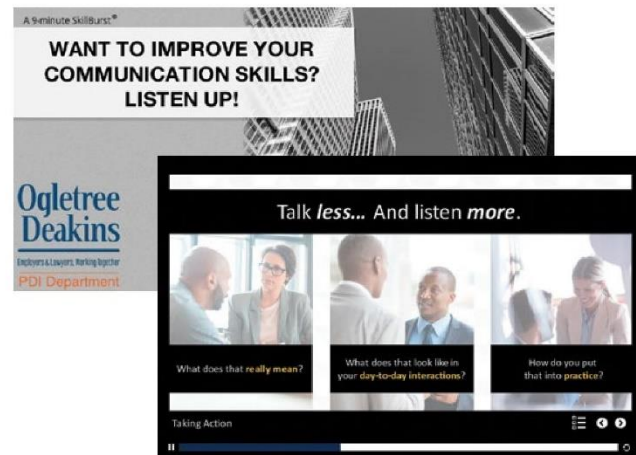 A 9-minute SkillBurst®
WANT TO IMPROVE YOUR
COMMUNICATION SKILLS?
LISTEN UP!
Ogletree
Deakins
Employers & Lawyers, Working Together
PDI Department
Talk less... And listen more.
What does that really mean?
What does that look like in
your day-to-day interactions?
How do you put
that into practice?
Taking Action